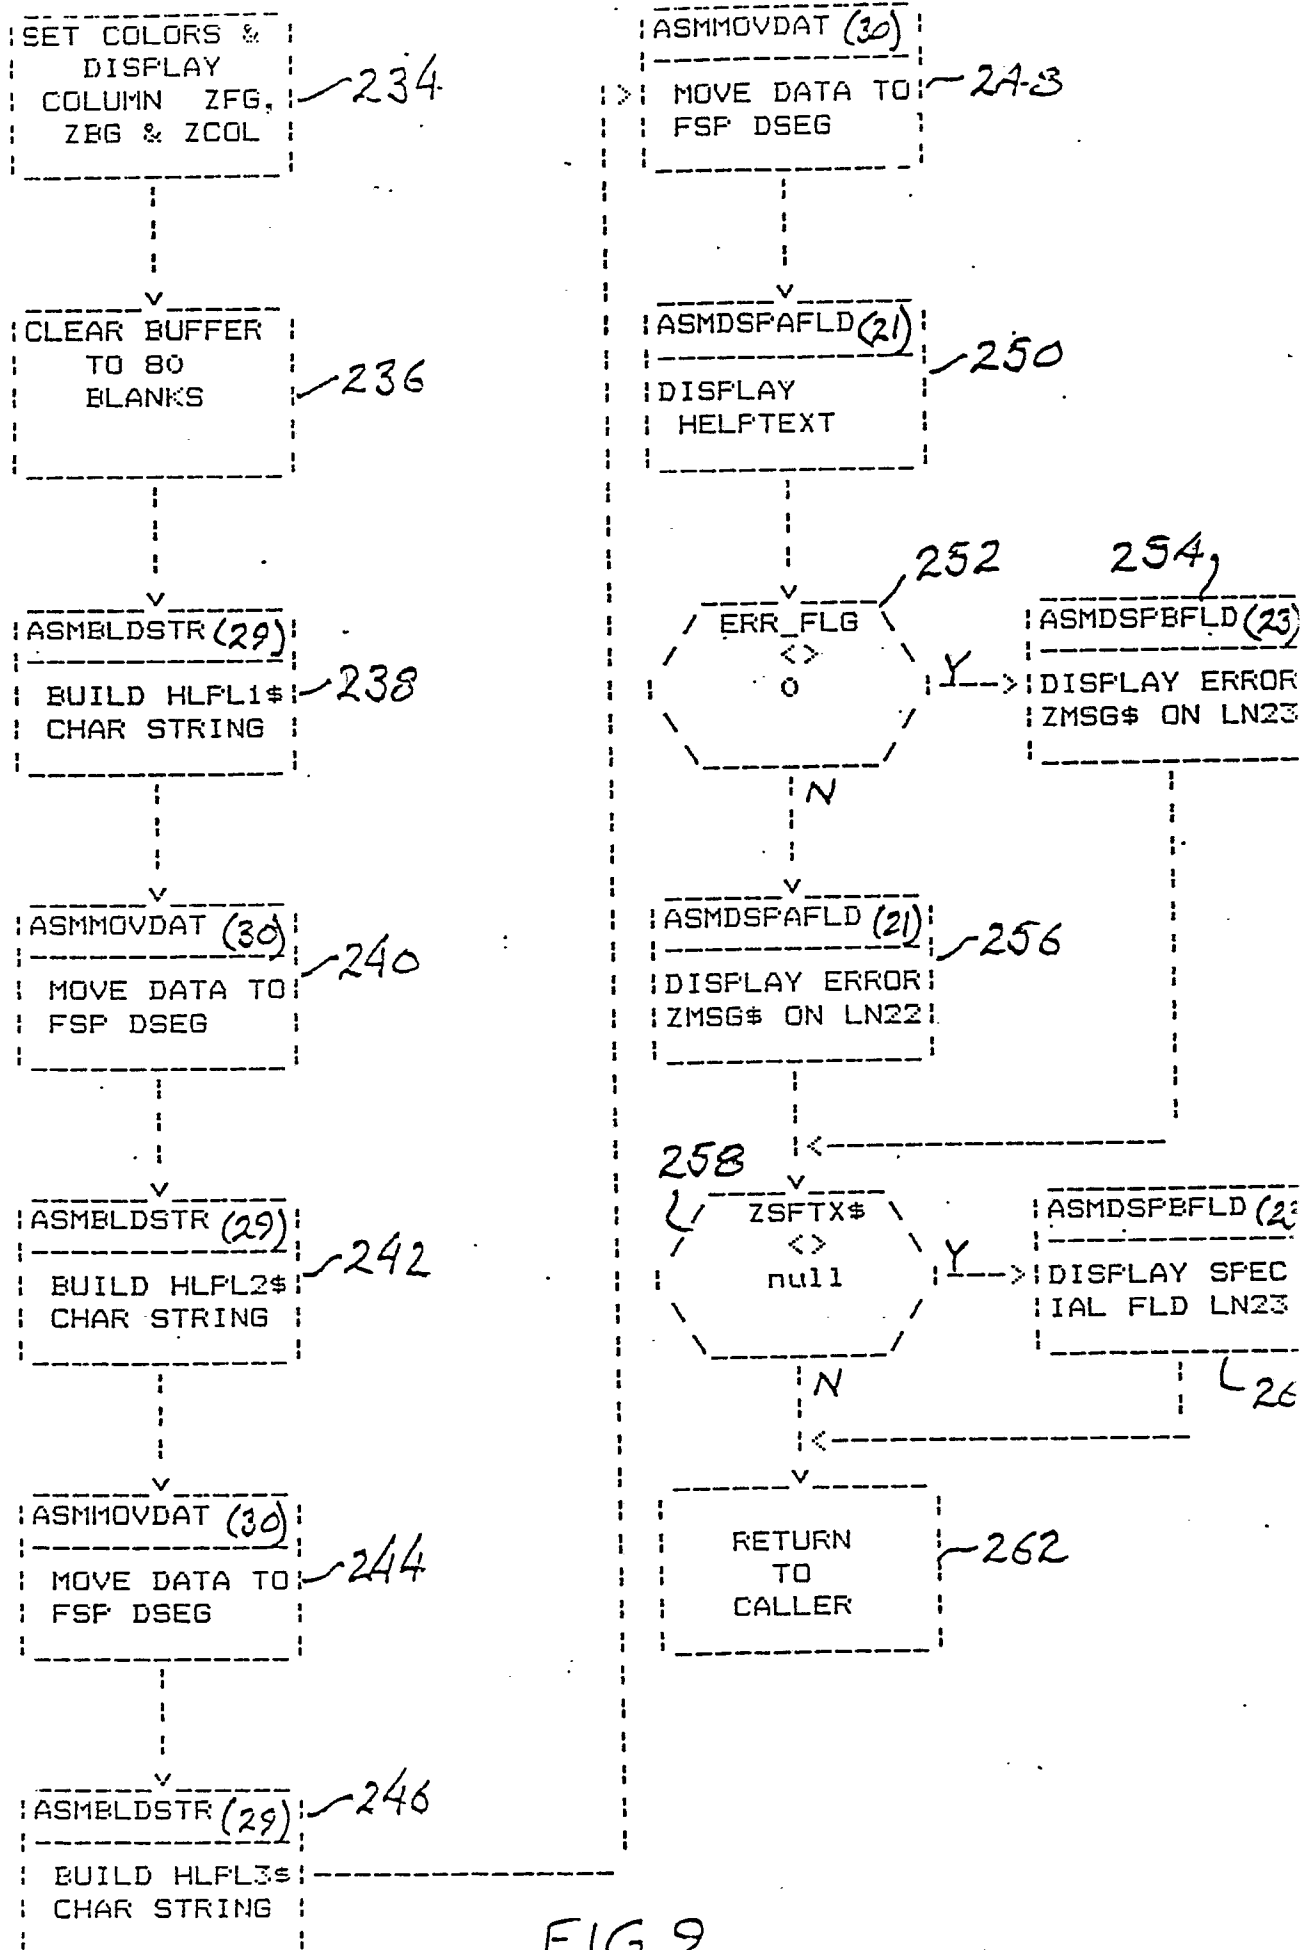 SET COLORS &
DISPLAY
COLUMN ZFG,
ZBG & ZCOL
234
CLEAR BUFFER
TO 80
BLANKS
236
ASMBLDSTR (29)
BUILD HLPL1$
CHAR STRING
238
ASMMOVDAT (30)
MOVE DATA TO
FSP DSEG
240
ASMBLDSTR (29)
BUILD HLPL2$
CHAR STRING
242
ASMMOVDAT (30)
MOVE DATA TO
FSP DSEG
244
ASMBLDSTR (29)
BUILD HLPL3$
CHAR STRING
246
ASMMOVDAT (30)
MOVE DATA TO
FSP DSEG
248
ASMDSPAFLD (21)
DISPLAY
HELPTEXT
250
ERR_FLG
<>
0
252
Y
N
ASMDSPBFLD (23)
DISPLAY ERROR
ZMSG$ ON LN23
254
ASMDSPAFLD (21)
DISPLAY ERROR
ZMSG$ ON LN22
256
258
ZSFTX$
<>
null
Y
N
ASMDSPBFLD
DISPLAY SPEC
IAL FLD LN23
RETURN
TO
CALLER
262
FIG 9